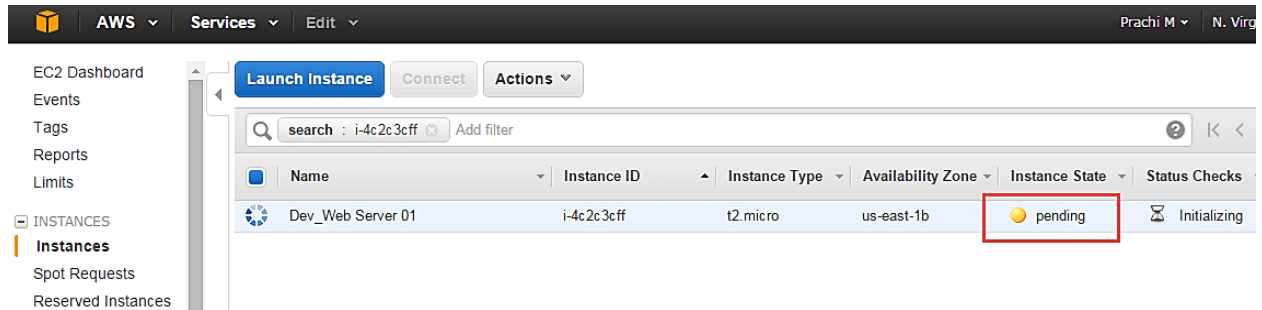 AWS Services Edit Prachi M N. Virg
EC2 Dashboard
Events
Tags
Reports
Limits
INSTANCES
Instances
Spot Requests
Reserved Instances
Launch Instance Connect Actions
search : i-4c2c3cff Add filter
Name Instance ID Instance Type Availability Zone Instance State Status Checks
Dev_Web Server 01 i-4c2c3cff t2.micro us-east-1b pending Initializing